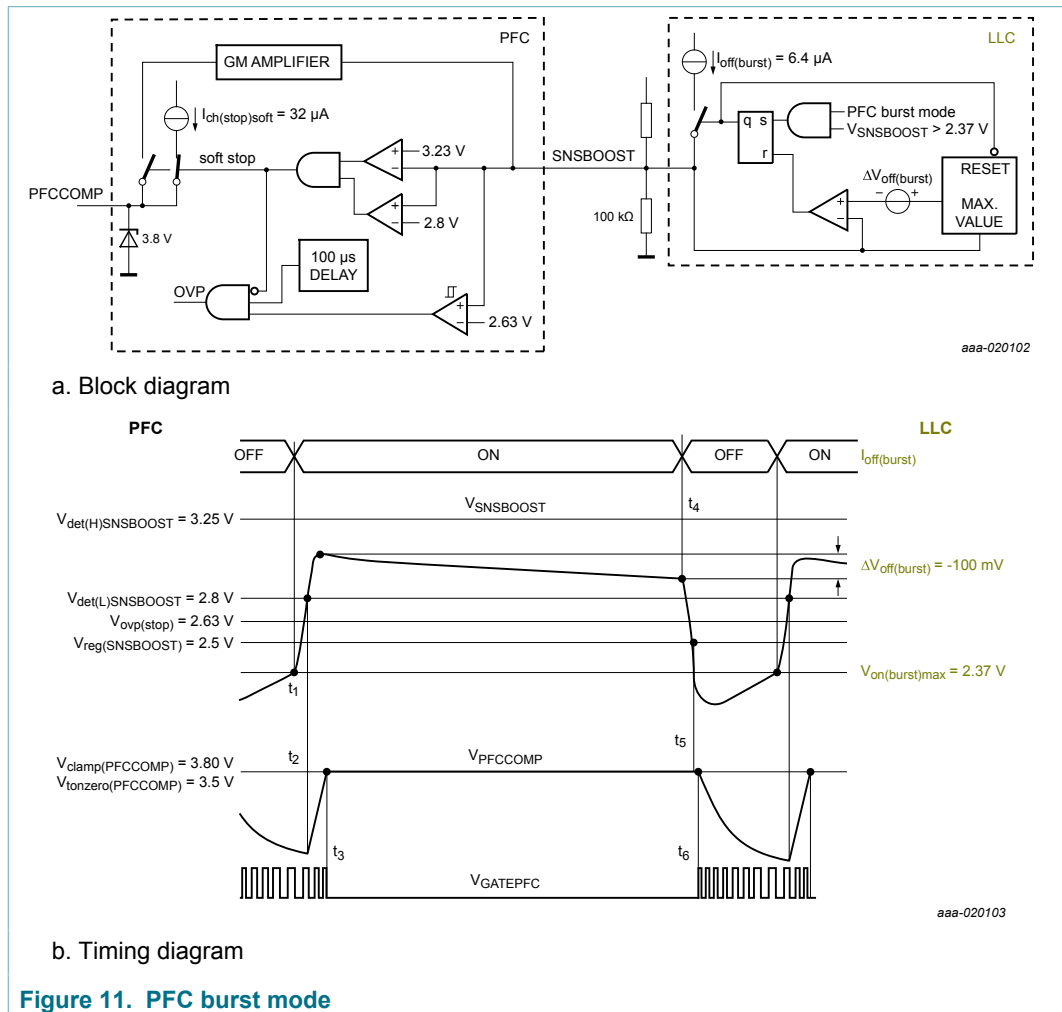 PFC
LLC
GM AMPLIFIER
Ioff(burst) = 6.4 µA
Ich(stop)soft = 32 µA
PFC burst mode
VSNSBOOST > 2.37 V
q s
r
3.23 V
soft stop
SNSBOOST
RESET
MAX.
VALUE
ΔVoff(burst)
PFCCOMP
2.8 V
3.8 V
100 kΩ
100 µs
DELAY
OVP
2.63 V
aaa-020102
a. Block diagram
PFC
LLC
OFF
ON
OFF
ON
Ioff(burst)
VSNSBOOST
t4
Vdet(H)SNSBOOST = 3.25 V
ΔVoff(burst) = -100 mV
Vdet(L)SNSBOOST = 2.8 V
Vovp(stop) = 2.63 V
Vreg(SNSBOOST) = 2.5 V
Von(burst)max = 2.37 V
t1
t2
t5
Vclamp(PFCCOMP) = 3.80 V
VPFCCOMP
Vtonzero(PFCCOMP) = 3.5 V
t3
t6
VGATEPFC
aaa-020103
b. Timing diagram
Figure 11. PFC burst mode